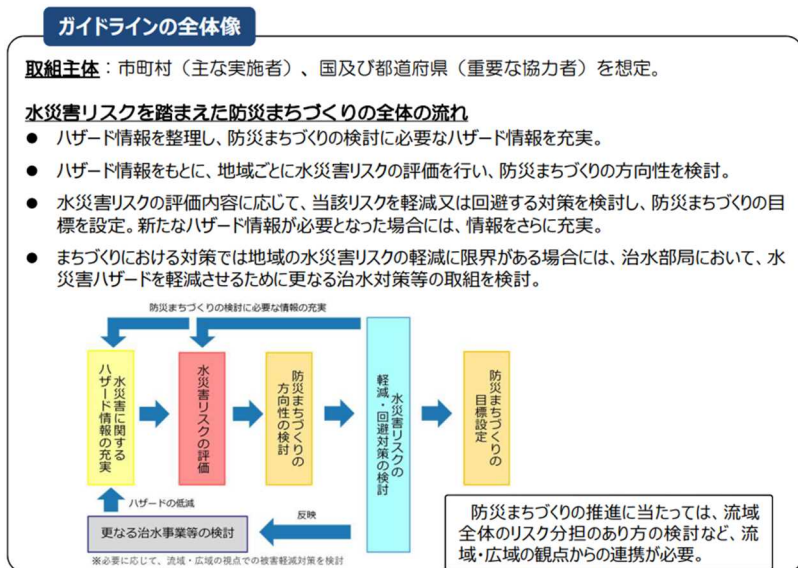 ガイドラインの全体像
取組主体：市町村（主な実施者）、国及び都道府県（重要な協力者）を想定。
水災害リスクを踏まえた防災まちづくりの全体の流れ
● ハザード情報を整理し、防災まちづくりの検討に必要なハザード情報を充実。
● ハザード情報をもとに、地域ごとに水災害リスクの評価を行い、防災まちづくりの方向性を検討。
● 水災害リスクの評価内容に応じて、当該リスクを軽減又は回避する対策を検討し、防災まちづくりの目
標を設定。新たなハザード情報が必要となった場合には、情報をさらに充実。
● まちづくりにおける対策では地域の水災害リスクの軽減に限界がある場合には、治水部局において、水
災害ハザードを軽減させるために更なる治水対策等の取組を検討。
防災まちづくりの検討に必要な情報の充実
水災害に関する
ハザード情報の充実
水災害リスクの評価
防災まちづくりの
方向性の検討
水災害リスクの
軽減・回避対策の検討
防災まちづくりの
目標設定
ハザードの低減
反映
更なる治水事業等の検討
※必要に応じて、流域・広域の視点での被害軽減対策を検討
防災まちづくりの推進に当たっては、流域
全体のリスク分担のあり方の検討など、流
域・広域の観点からの連携が必要。